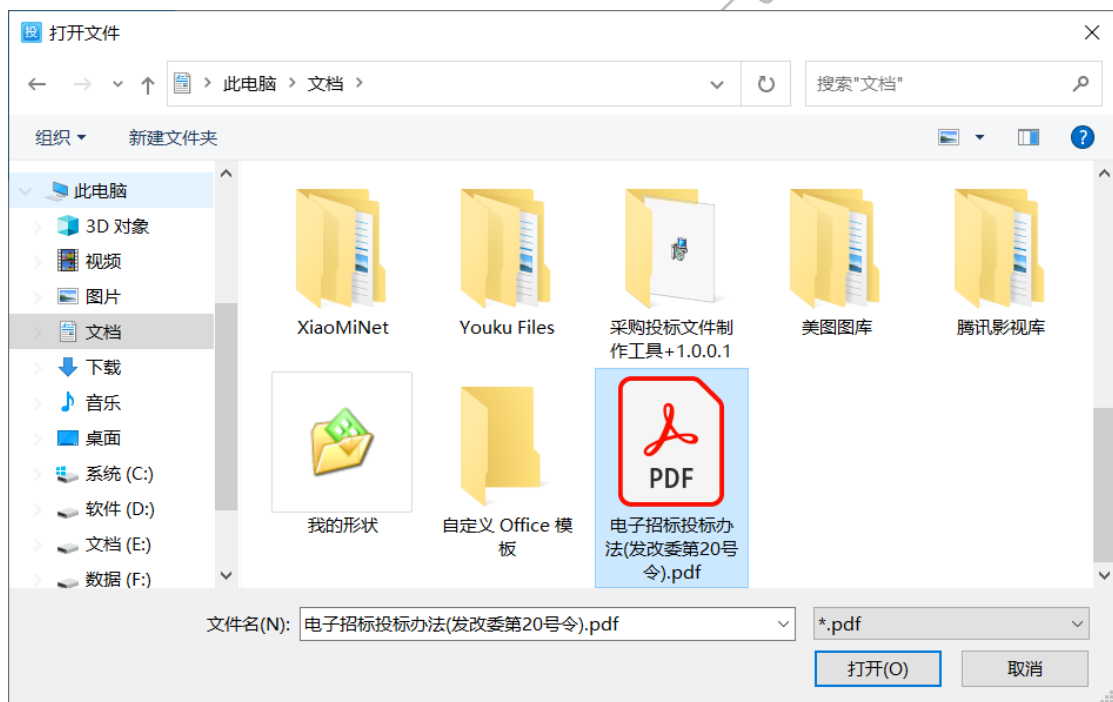 投 打开文件
此电脑 > 文档 >
搜索"文档"
组织
新建文件夹
?
此电脑
3D 对象
视频
图片
文档
下载
音乐
桌面
系统 (C:)
软件 (D:)
文档 (E:)
数据 (F:)
XiaoMiNet
Youku Files
采购投标文件制
作工具+1.0.0.1
美图图库
腾讯影视库
我的形状
自定义 Office 模
板
PDF
电子招标投标办
法(发改委第20号
令).pdf
文件名(N):
电子招标投标办法(发改委第20号令).pdf
*.pdf
打开(O)
取消